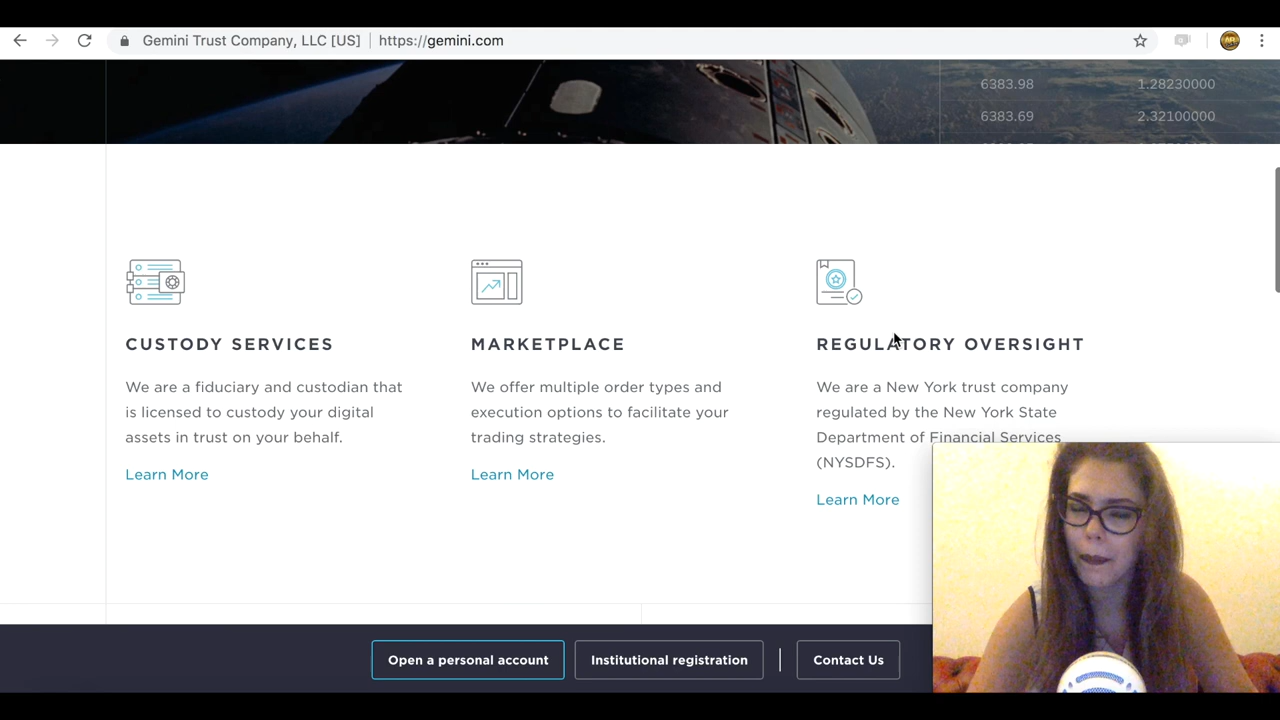 Gemini Trust Company, LLC [US] https://gemini.com
6383.98 1.28230000
6383.69 2.32100000
CUSTODY SERVICES
We are a fiduciary and custodian that
is licensed to custody your digital
assets in trust on your behalf.
Learn More
MARKETPLACE
We offer multiple order types and
execution options to facilitate your
trading strategies.
Learn More
REGULATORY OVERSIGHT
We are a New York trust company
regulated by the New York State
Department of Financial Services
(NYSDFS).
Learn More
Open a personal account
Institutional registration
Contact Us